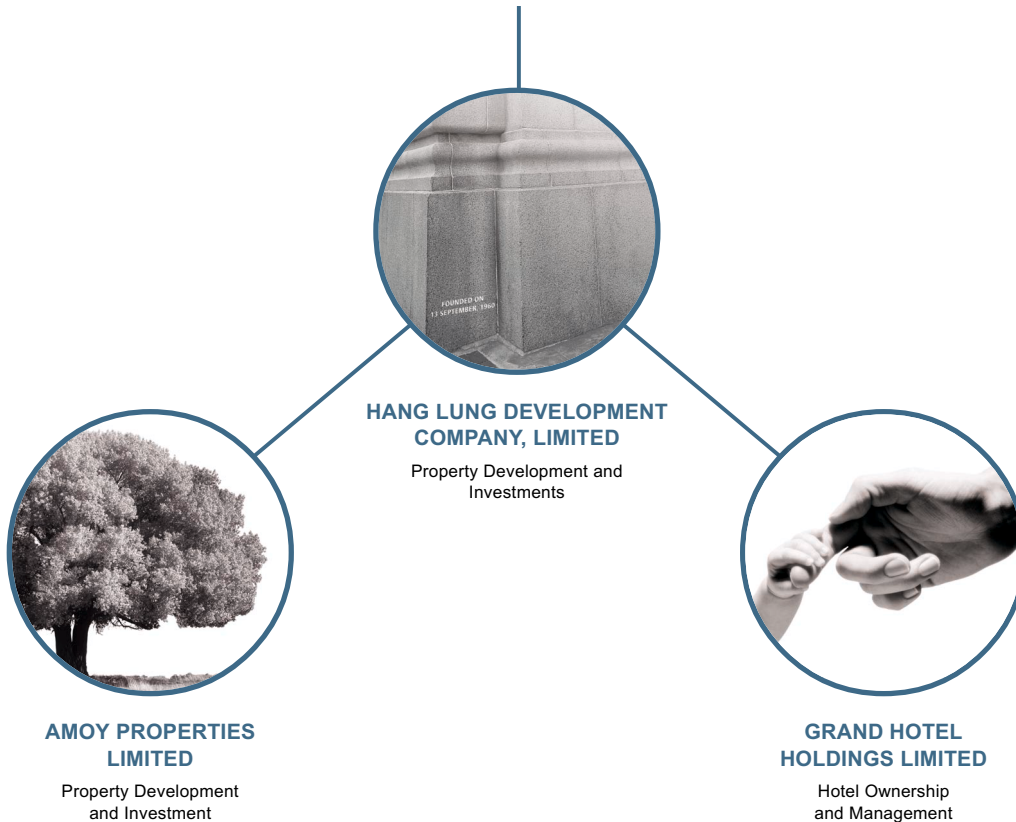 FOUNDED ON
13 SEPTEMBER, 1960
HANG LUNG DEVELOPMENT
COMPANY, LIMITED
Property Development and
Investments
AMOY PROPERTIES
LIMITED
Property Development
and Investment
GRAND HOTEL
HOLDINGS LIMITED
Hotel Ownership
and Management